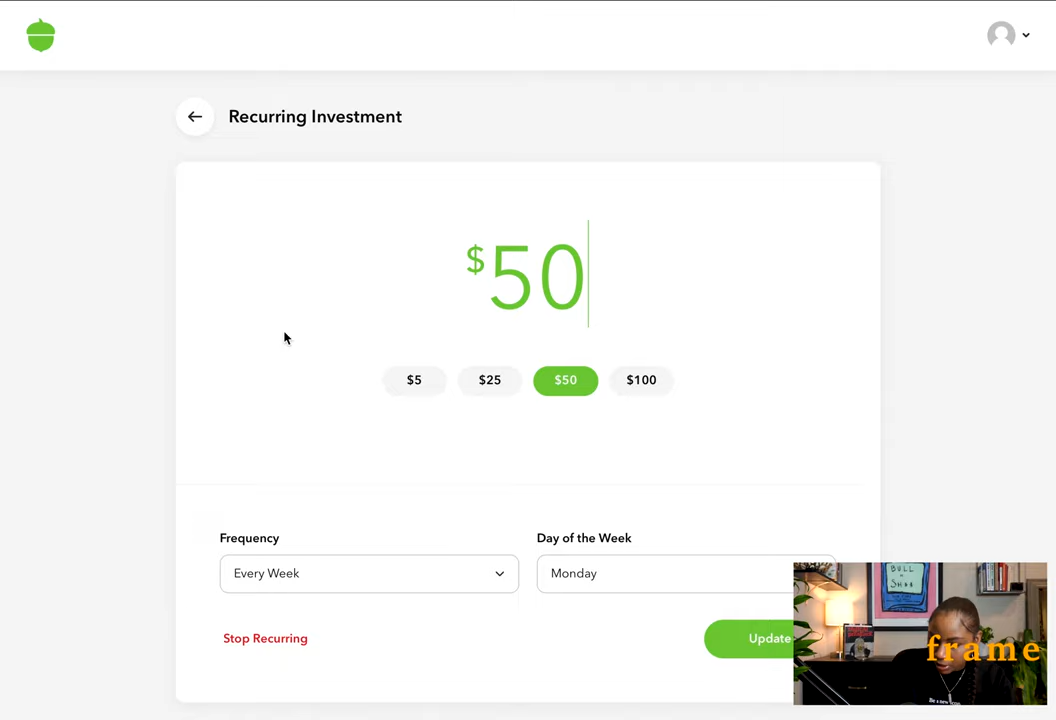 Recurring Investment
$50
$5
$25
$50
$100
Frequency
Day of the Week
Every Week
Monday
Stop Recurring
Update
BULL
frame